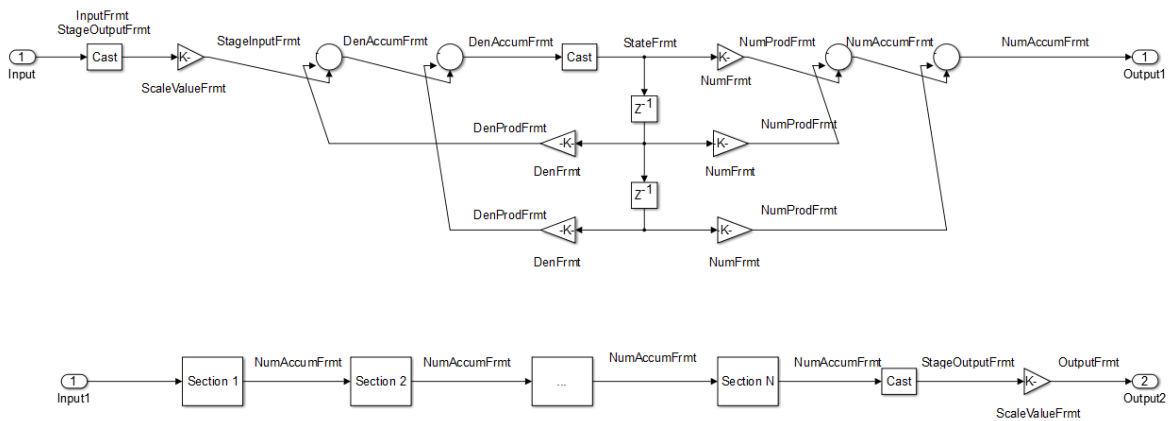 InputFrmt
StageOutputFrmt
StageInputFrmt
DenAccumFrmt
DenAccumFrmt
StateFrmt
NumProdFrmt
NumAccumFrmt
NumAccumFrmt
1
Cast
K-
Cast
K-
1
Input
ScaleValueFrmt
NumFrmt
Output1
Z-1
DenProdFrmt
NumProdFrmt
-K-
-K-
DenFrmt
NumFrmt
Z-1
DenProdFrmt
NumProdFrmt
-K-
-K-
DenFrmt
NumFrmt
NumAccumFrmt
NumAccumFrmt
NumAccumFrmt
NumAccumFrmt
StageOutputFrmt
OutputFrmt
1
Section 1
Section 2
...
Section N
Cast
K-
2
Input1
Output2
ScaleValueFrmt